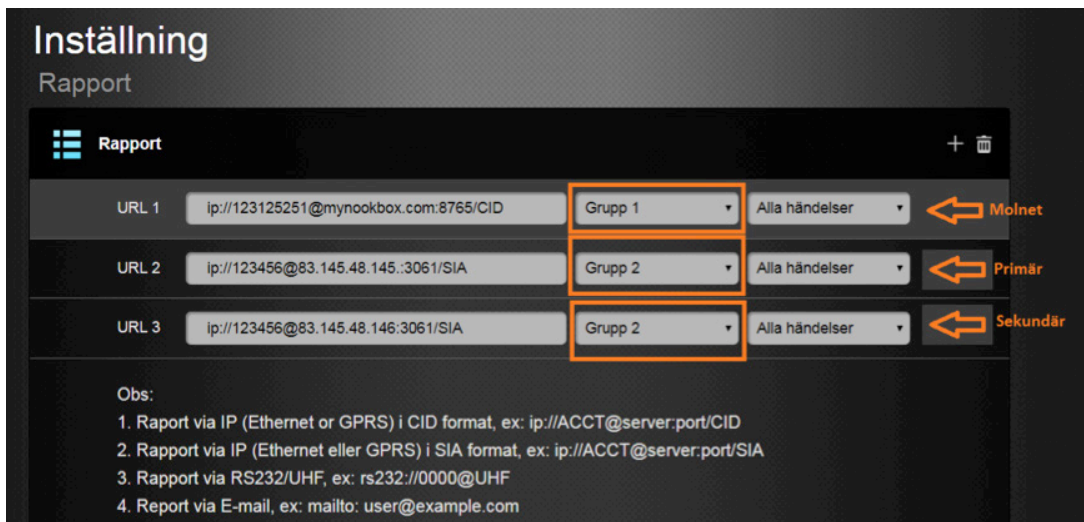 Inställning
Rapport
Rapport
URL 1 ip://123125251@mynookbox.com:8765/CID Grupp 1 Alla händelser Molnet
URL 2 ip://123456@83.145.48.145.:3061/SIA Grupp 2 Alla händelser Primär
URL 3 ip://123456@83.145.48.146:3061/SIA Grupp 2 Alla händelser Sekundär
Obs:
1. Raport via IP (Ethernet or GPRS) i CID format, ex: ip://ACCT@server:port/CID
2. Rapport via IP (Ethernet eller GPRS) i SIA format, ex: ip://ACCT@server:port/SIA
3. Rapport via RS232/UHF, ex: rs232://0000@UHF
4. Report via E-mail, ex: mailto: user@example.com